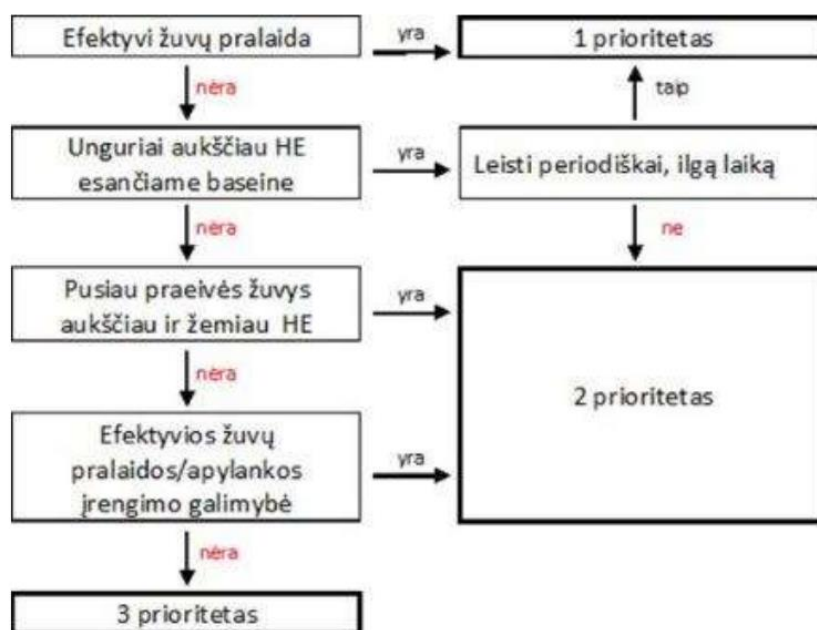 Efektyvi žuvų pralaida
yra
1 prioritetas
nėra
taip
Unguriai aukščiau HE
esančiame baseine
yra
Leisti periodiškai, ilgą laiką
nėra
ne
Pusiau praeivės žuvys
aukščiau ir žemiau HE
yra
2 prioritetas
nėra
Efektyvios žuvų
pralaidos/apylankos
įrengimo galimybė
yra
nėra
3 prioritetas